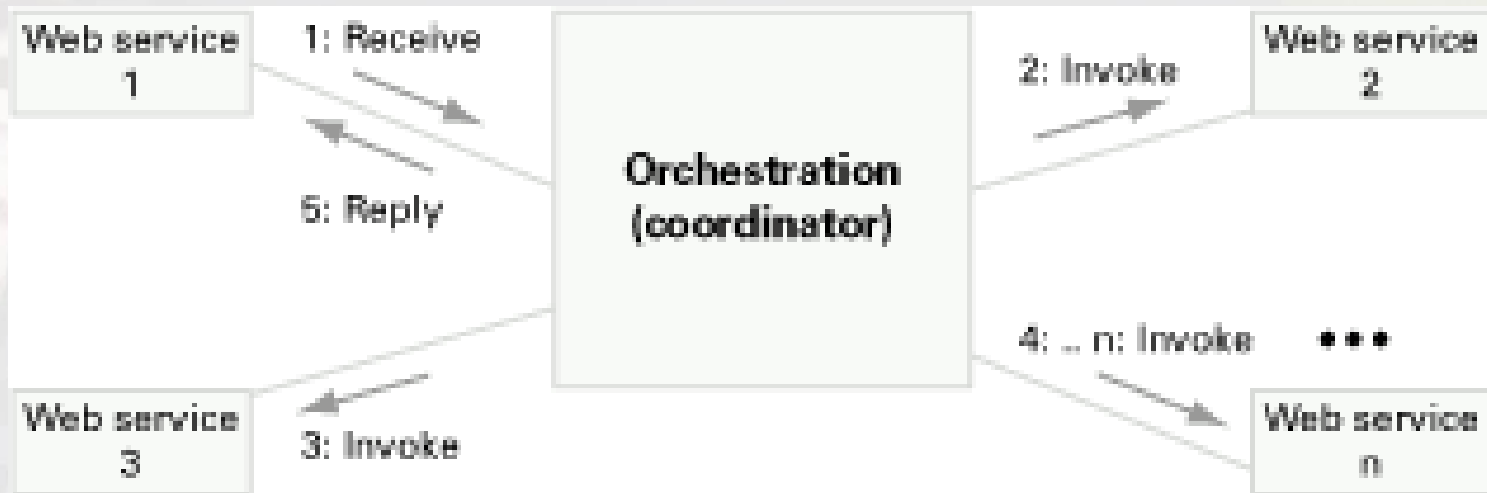 Web service
1
1: Receive
5: Reply
Orchestration
(coordinator)
2: Invoke
Web service
2
Web service
3
3: Invoke
4: .. n: Invoke
•••
Web service
n